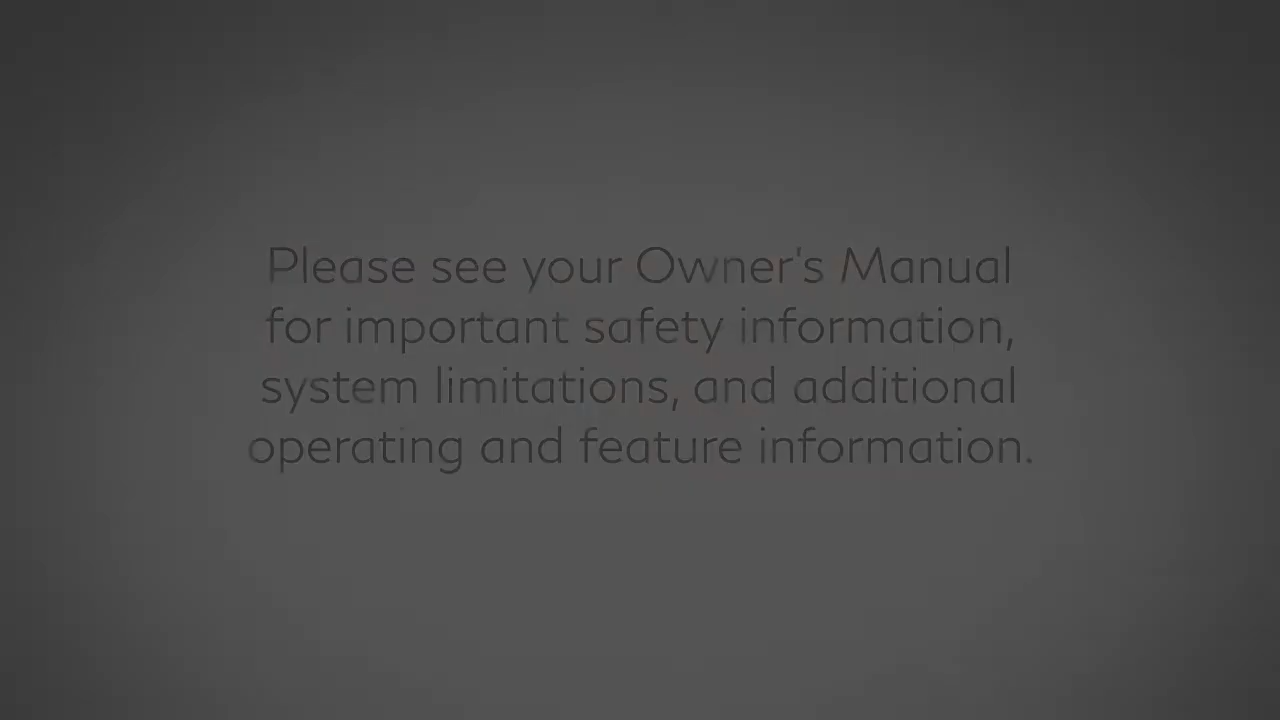 Please see your Owner's Manual
for important safety information,
system limitations, and additional
operating and feature information.